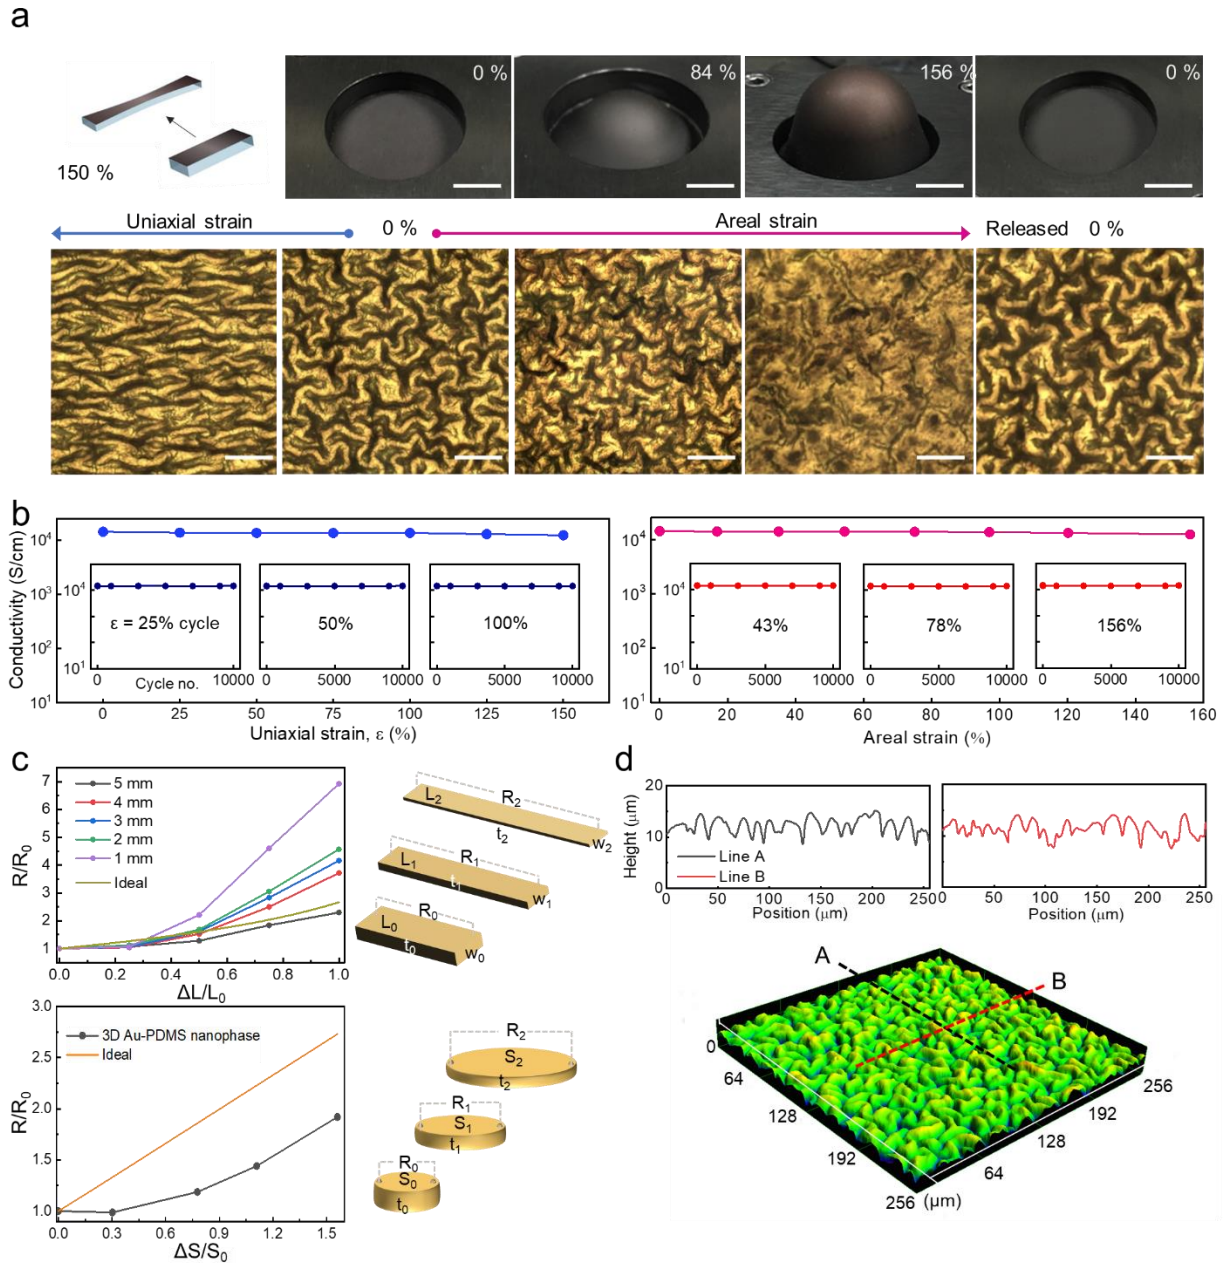 a
0 %
84 %
156 %
0 %
150 %
Uniaxial strain
0 %
Areal strain
Released 0 %
b
Conductivity (S/cm)
10⁴
10³
10²
10¹
10⁴
10¹
ε = 25% cycle
50%
100%
0 10000
Cycle no.
0 5000 10000
0 5000 10000
0 25 50 75 100 125 150
Uniaxial strain, ε (%)
10⁴
10³
10²
10¹
10⁴
10¹
43%
78%
156%
0 5000 10000
0 5000 10000
0 5000 10000
0 20 40 60 80 100 120 140 160
Areal strain (%)
c
R/R₀
7
6
5
4
3
2
1
5 mm
4 mm
3 mm
2 mm
1 mm
Ideal
0.0 0.2 0.4 0.6 0.8 1.0
ΔL/L₀
R₂
L₂
t₂
w₂
R₁
L₁
t₁
w₁
R₀
L₀
t₀
w₀
R/R₀
3.0
2.5
2.0
1.5
1.0
3D Au-PDMS nanophase
Ideal
0.0 0.3 0.6 0.9 1.2 1.5
ΔS/S₀
R₂
S₂
t₂
R₁
S₁
t₁
R₀
S₀
t₀
d
Height (μm)
20
10
0
Line A
Line B
0 50 100 150 200 250
Position (μm)
0 50 100 150 200 250
Position (μm)
A
B
0
64
128
192
256
(μm)
64
128
192
256